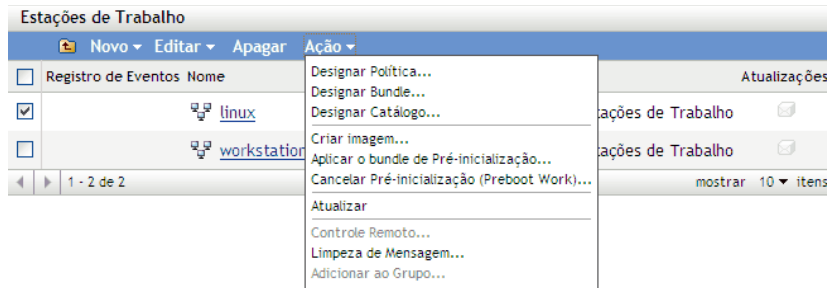 Estações de Trabalho
Novo Editar Apagar Ação
Registro de Eventos Nome
Atualizações
linux
tações de Trabalho
workstation
tações de Trabalho
1 - 2 de 2
mostrar 10 itens
Designar Política...
Designar Bundle...
Designar Catálogo...
Criar imagem...
Aplicar o bundle de Pré-inicialização...
Cancelar Pré-inicialização (Preboot Work)...
Atualizar
Controle Remoto...
Limpeza de Mensagem...
Adicionar ao Grupo...